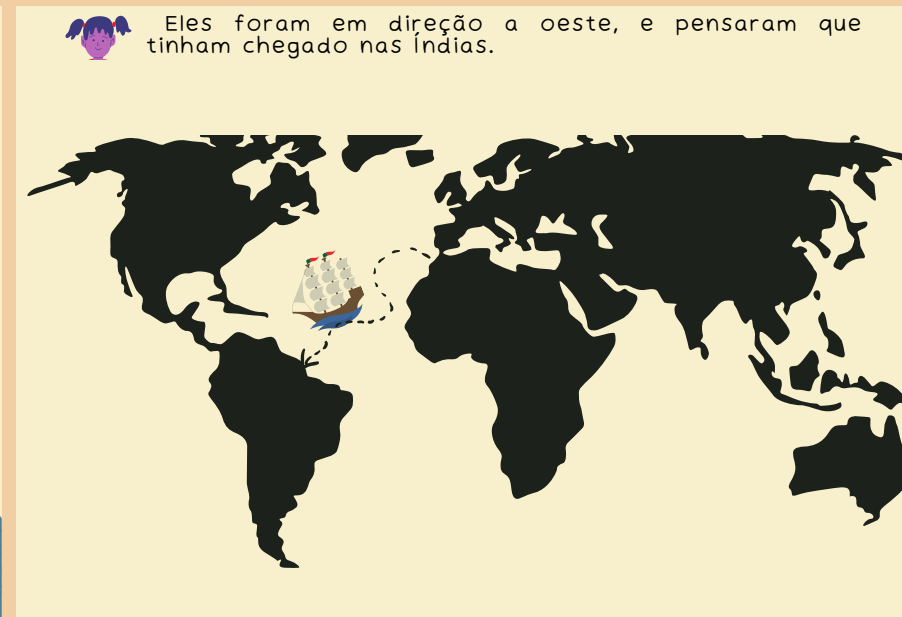 Eles foram em direção a oeste, e pensaram que
tinham chegado nas Índias.